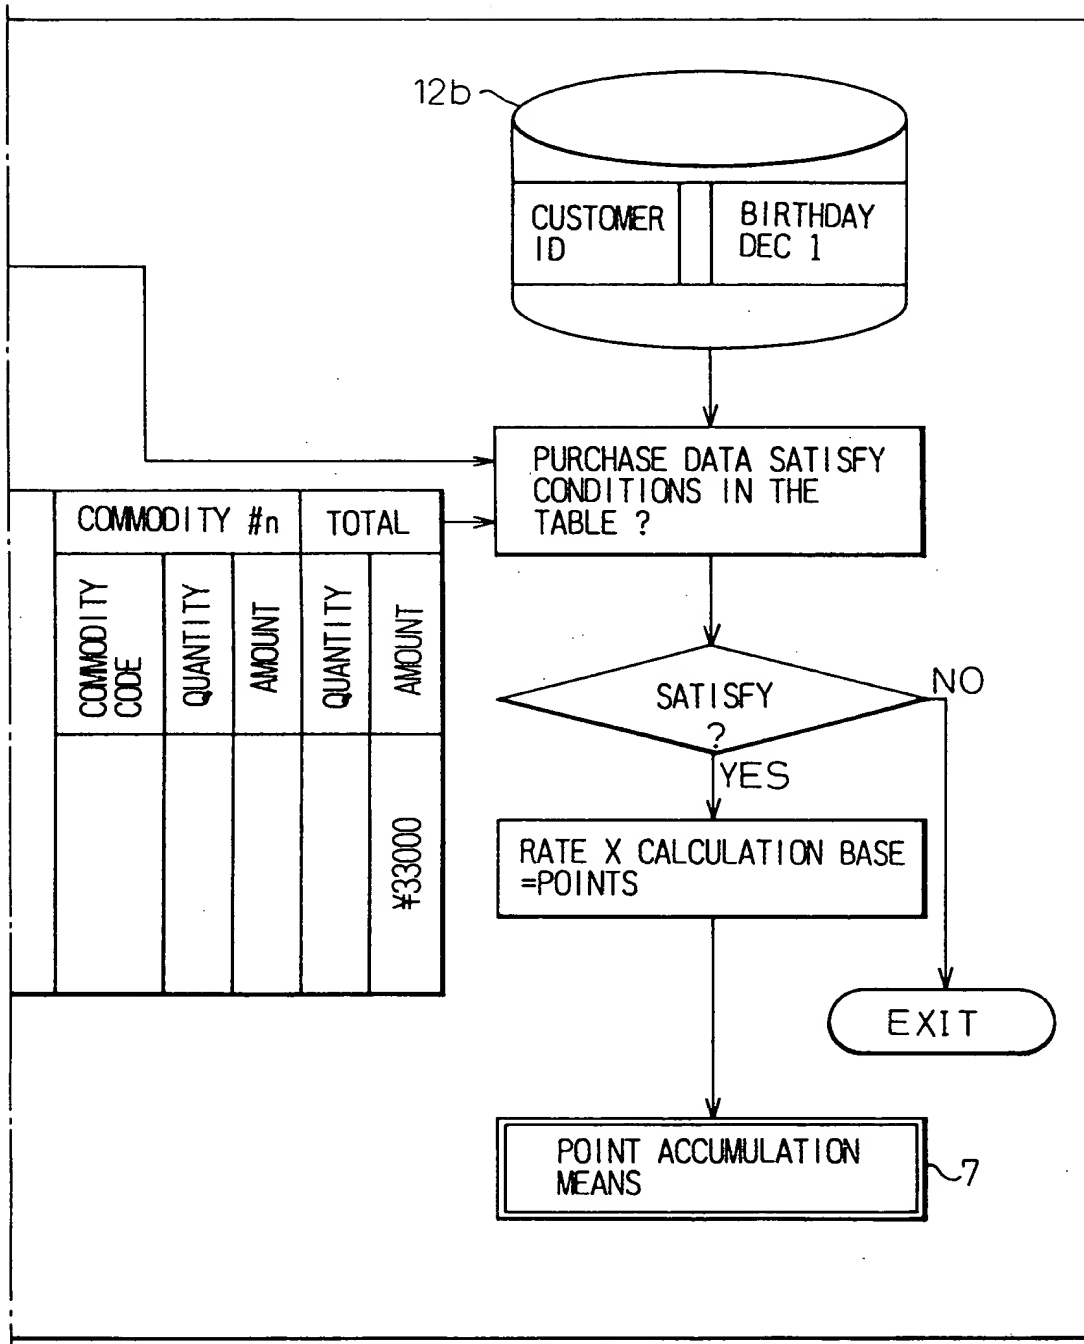 12b
CUSTOMER
ID
BIRTHDAY
DEC 1
PURCHASE DATA SATISFY
CONDITIONS IN THE
TABLE ?
COMMODITY #n
TOTAL
COMMODITY
CODE
QUANTITY
AMOUNT
QUANTITY
AMOUNT
¥33000
SATISFY
?
NO
YES
RATE X CALCULATION BASE
=POINTS
EXIT
POINT ACCUMULATION
MEANS
7